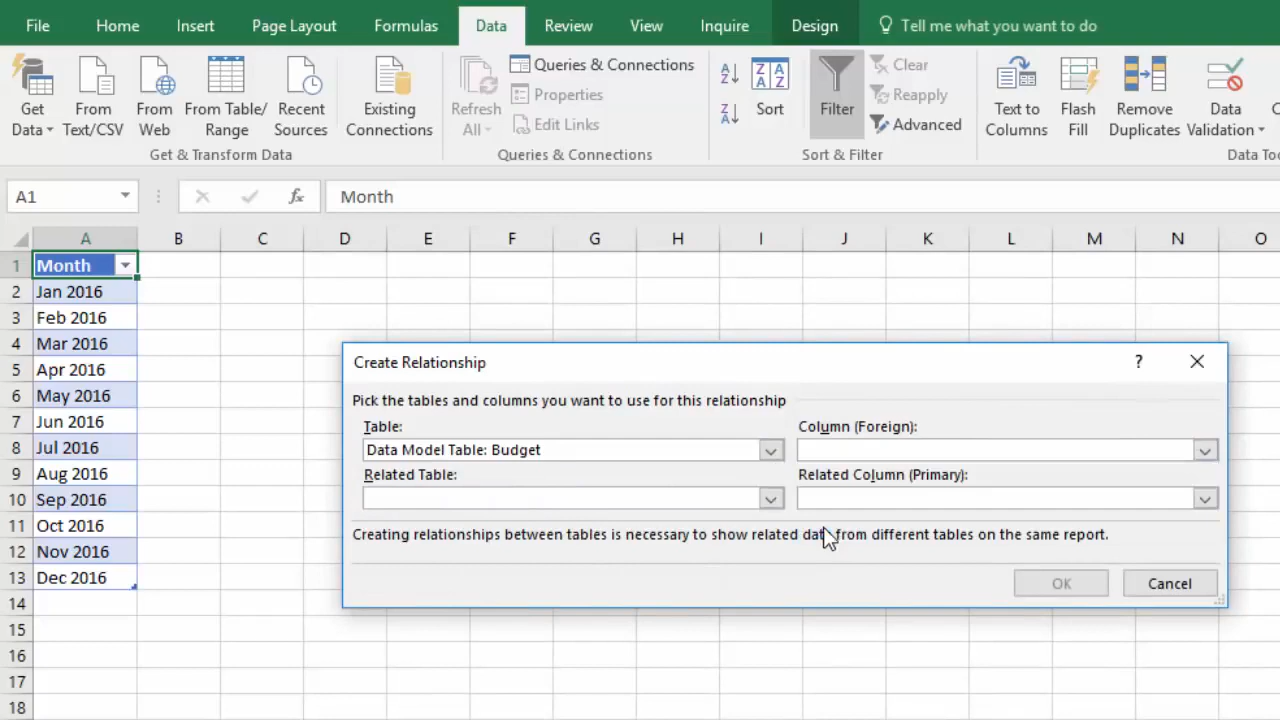 File Home Insert Page Layout Formulas Data Review View Inquire Design Tell me what you want to do
Get Data From Text/CSV From Web From Table/ Range Recent Sources Existing Connections
Get & Transform Data
Refresh All Queries & Connections
Properties
Edit Links
Queries & Connections
Sort Filter Clear
Reapply
Advanced
Sort & Filter
Text to Columns Flash Fill Remove Duplicates Data Validation
Data Too
A1 fx Month
A B C D E F G H I J K L M N O
1 Month
2 Jan 2016
3 Feb 2016
4 Mar 2016
5 Apr 2016
6 May 2016
7 Jun 2016
8 Jul 2016
9 Aug 2016
10 Sep 2016
11 Oct 2016
12 Nov 2016
13 Dec 2016
14
15
16
17
18
Create Relationship ?
Pick the tables and columns you want to use for this relationship
Table: Column (Foreign):
Data Model Table: Budget
Related Table: Related Column (Primary):
Creating relationships between tables is necessary to show related data from different tables on the same report.
OK Cancel